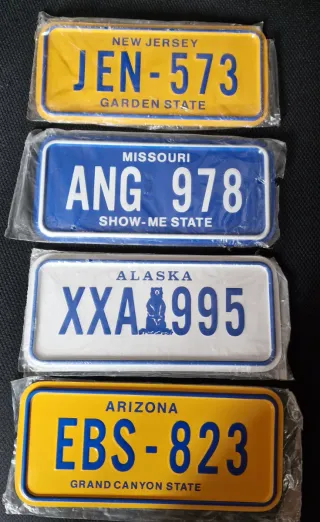 NEW JERSEY
JEN-573
GARDEN STATE
MISSOURI
ANG 978
SHOW-ME STATE
ALASKA
XXA 995
ARIZONA
EBS-823
GRAND CANYON STATE